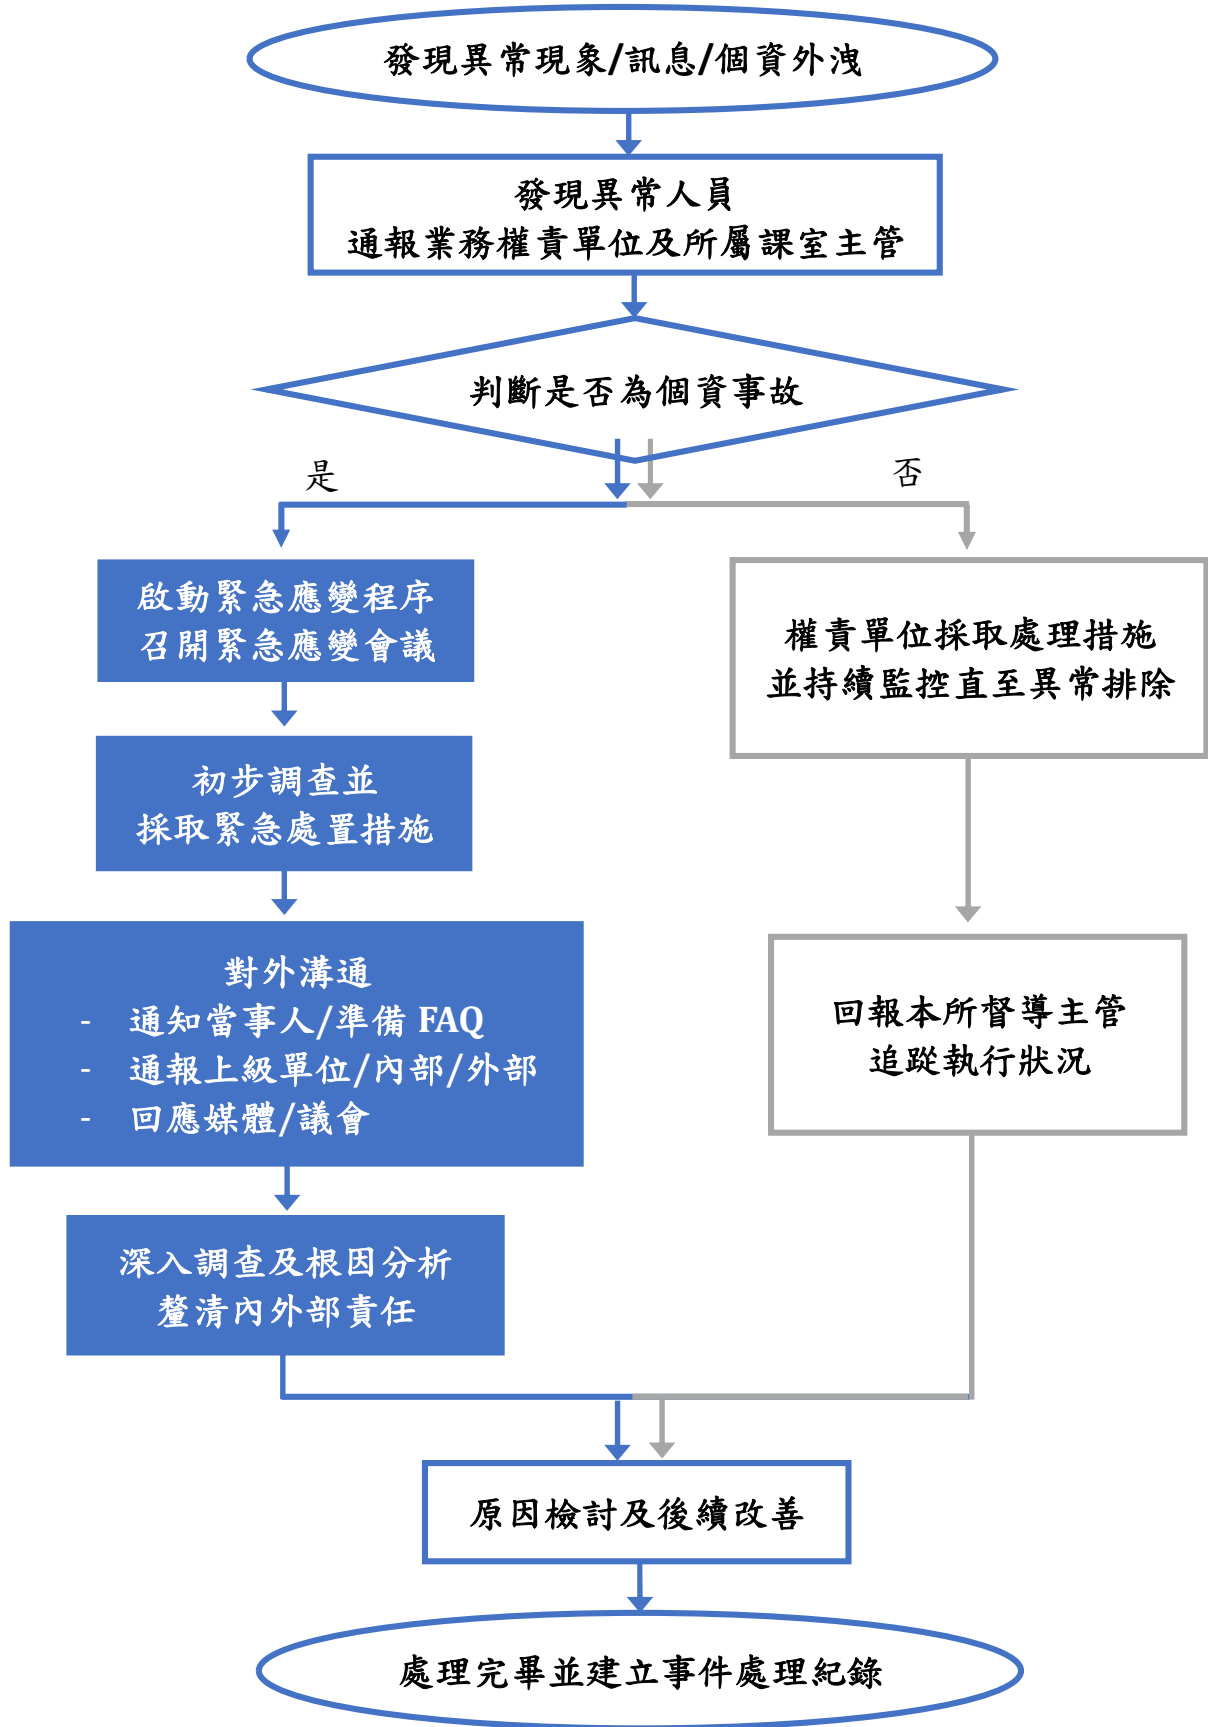 發現異常現象/訊息/個資外洩
發現異常人員
通報業務權責單位及所屬課室主管
判斷是否為個資事故
是
否
啟動緊急應變程序
召開緊急應變會議
權責單位採取處理措施
並持續監控直至異常排除
初步調查並
採取緊急處置措施
對外溝通
- 通知當事人/準備 FAQ
- 通報上級單位/內部/外部
- 回應媒體/議會
回報本所督導主管
追蹤執行狀況
深入調查及根因分析
釐清內外部責任
原因檢討及後續改善
處理完畢並建立事件處理紀錄